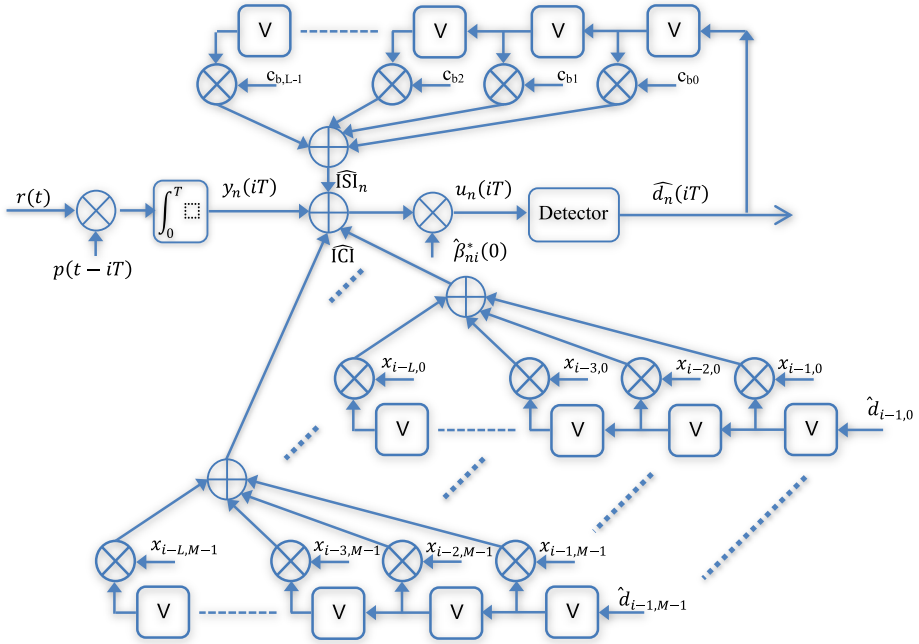 V V V V
c_{b,L-1} c_{b2} c_{b1} c_{b0}
\widehat{ISI}_n
r(t) ∫_0^T y_n(iT) u_n(iT) Detector \widehat{d_n}(iT)
p(t − iT) \widehat{ICI} \hat{β}^*_{ni}(0)
x_{i−L,0} x_{i−3,0} x_{i−2,0} x_{i−1,0}
V V V V \hat{d}_{i−1,0}
x_{i−L,M−1} x_{i−3,M−1} x_{i−2,M−1} x_{i−1,M−1}
V V V V \hat{d}_{i−1,M−1}